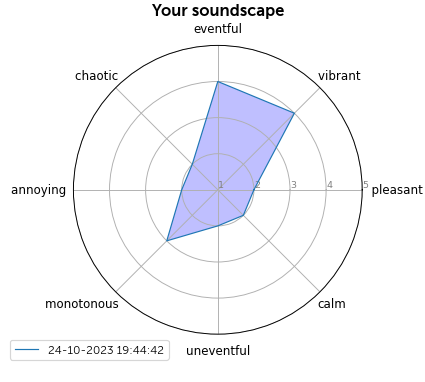 Your soundscape
eventful
chaotic
vibrant
annoying
1
2
3
4
5
pleasant
monotonous
calm
uneventful
24-10-2023 19:44:42